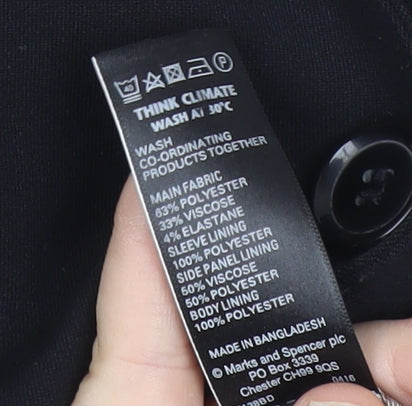 40 P
THINK CLIMATE
WASH AT 30°C
WASH
CO-ORDINATING
PRODUCTS TOGETHER
MAIN FABRIC
63% POLYESTER
33% VISCOSE
4% ELASTANE
SLEEVE LINING
100% POLYESTER
SIDE PANEL LINING
50% VISCOSE
50% POLYESTER
BODY LINING
100% POLYESTER
MADE IN BANGLADESH
© Marks and Spencer plc
PO Box 3339
Chester CH99 9QS
0416